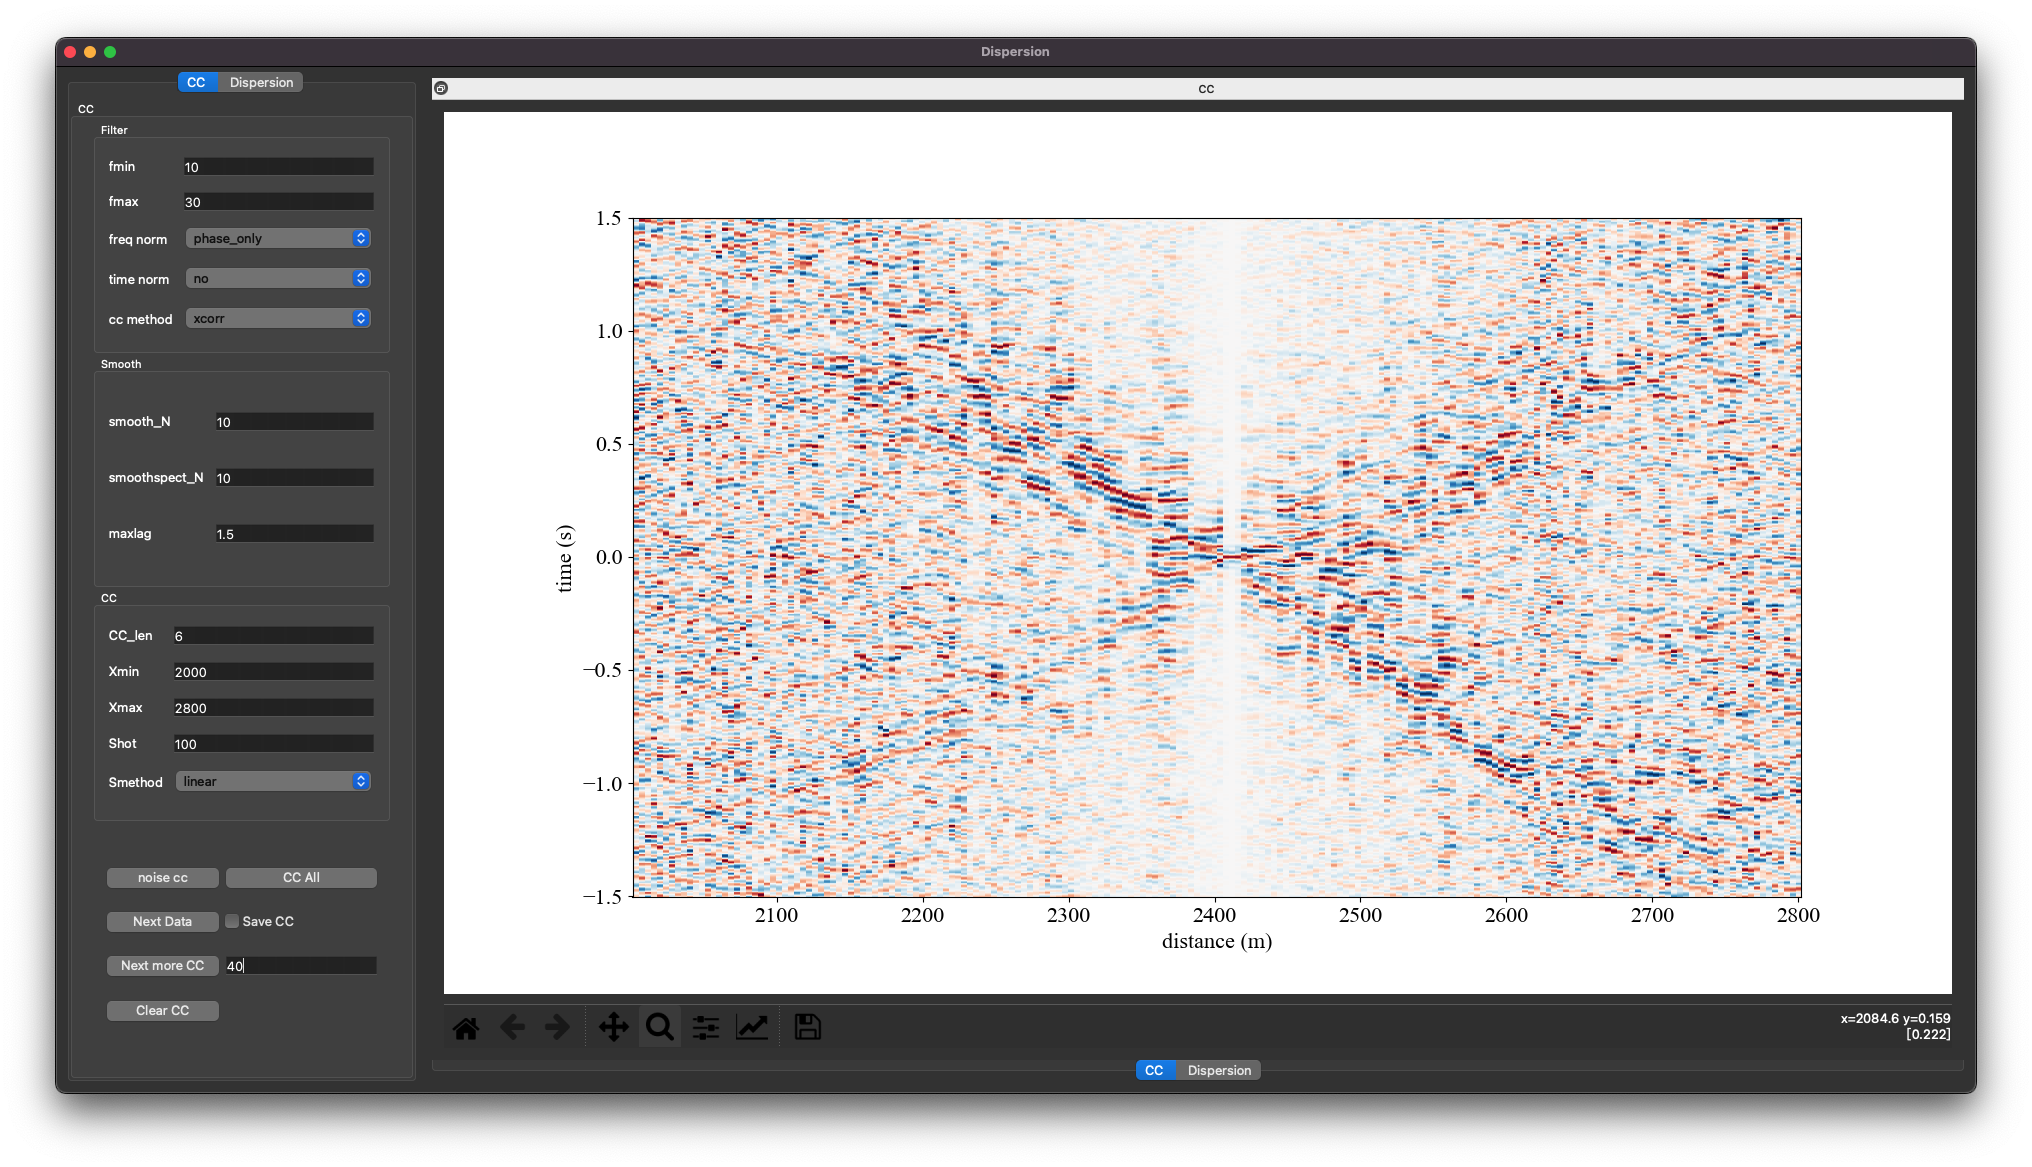 Dispersion
CC Dispersion
CC
Filter
fmin 10
fmax 30
freq norm phase_only
time norm no
cc method xcorr
Smooth
smooth_N 10
smoothspect_N 10
maxlag 1.5
CC
CC_len 6
Xmin 2000
Xmax 2800
Shot 100
Smethod linear
noise cc CC All
Next Data Save CC
Next more CC 40
Clear CC
cc
1.5
1.0
0.5
0.0
−0.5
−1.0
−1.5
time (s)
2100 2200 2300 2400 2500 2600 2700 2800
distance (m)
x=2084.6 y=0.159
[0.222]
CC Dispersion